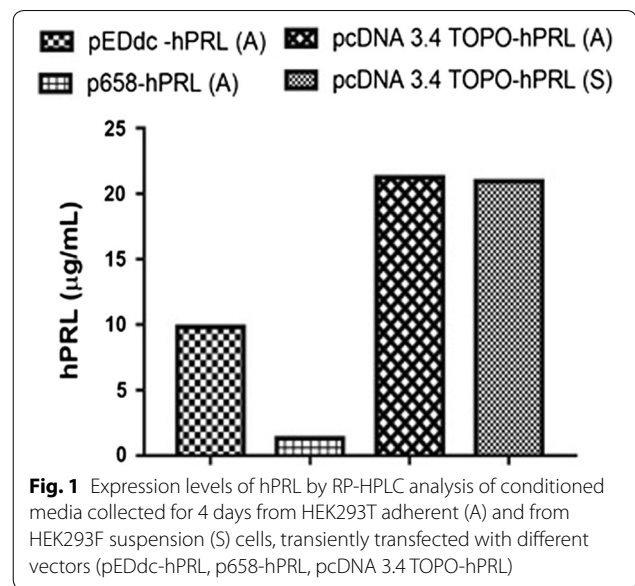 pEDdc -hPRL (A) pcDNA 3.4 TOPO-hPRL (A)
p658-hPRL (A) pcDNA 3.4 TOPO-hPRL (S)
25
20
15
10
5
0
hPRL (μg/mL)
Fig. 1 Expression levels of hPRL by RP-HPLC analysis of conditioned
media collected for 4 days from HEK293T adherent (A) and from
HEK293F suspension (S) cells, transiently transfected with different
vectors (pEDdc-hPRL, p658-hPRL, pcDNA 3.4 TOPO-hPRL)